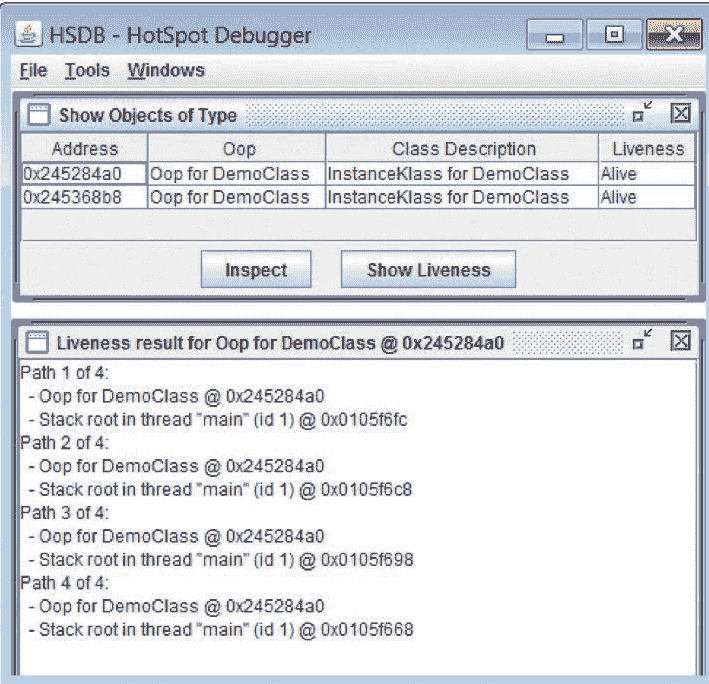 HSDB - HotSpot Debugger
File Tools Windows
Show Objects of Type
Address Oop Class Description Liveness
0x245284a0 Oop for DemoClass InstanceKlass for DemoClass Alive
0x245368b8 Oop for DemoClass InstanceKlass for DemoClass Alive
Inspect Show Liveness
Liveness result for Oop for DemoClass @ 0x245284a0
Path 1 of 4:
- Oop for DemoClass @ 0x245284a0
- Stack root in thread "main" (id 1) @ 0x0105f6fc
Path 2 of 4:
- Oop for DemoClass @ 0x245284a0
- Stack root in thread "main" (id 1) @ 0x0105f6c8
Path 3 of 4:
- Oop for DemoClass @ 0x245284a0
- Stack root in thread "main" (id 1) @ 0x0105f698
Path 4 of 4:
- Oop for DemoClass @ 0x245284a0
- Stack root in thread "main" (id 1) @ 0x0105f668